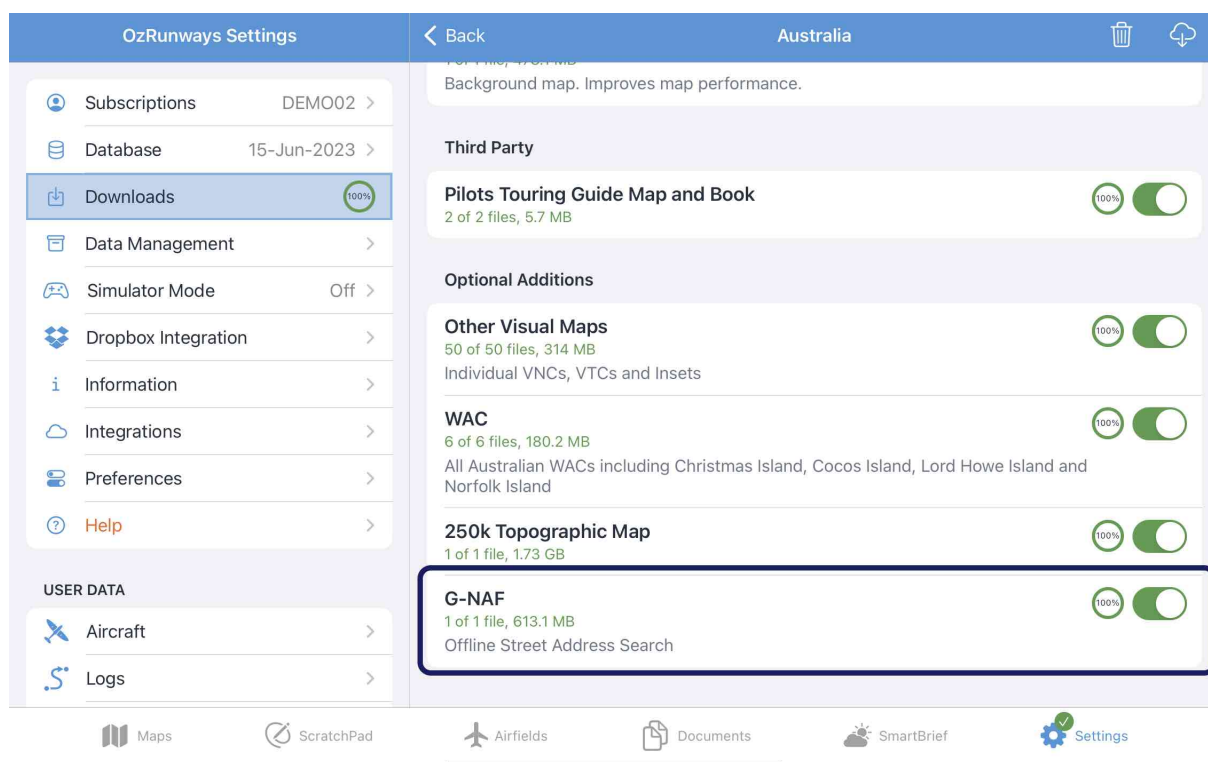 OzRunways Settings
Back
Australia
Subscriptions DEMO02
Database 15-Jun-2023
Downloads 100%
Data Management
Simulator Mode Off
Dropbox Integration
Information
Integrations
Preferences
Help
USER DATA
Aircraft
Logs
Background map. Improves map performance.
Third Party
Pilots Touring Guide Map and Book 100%
2 of 2 files, 5.7 MB
Optional Additions
Other Visual Maps 100%
50 of 50 files, 314 MB
Individual VNCs, VTCs and Insets
WAC 100%
6 of 6 files, 180.2 MB
All Australian WACs including Christmas Island, Cocos Island, Lord Howe Island and
Norfolk Island
250k Topographic Map 100%
1 of 1 file, 1.73 GB
G-NAF 100%
1 of 1 file, 613.1 MB
Offline Street Address Search
Maps
ScratchPad
Airfields
Documents
SmartBrief
Settings